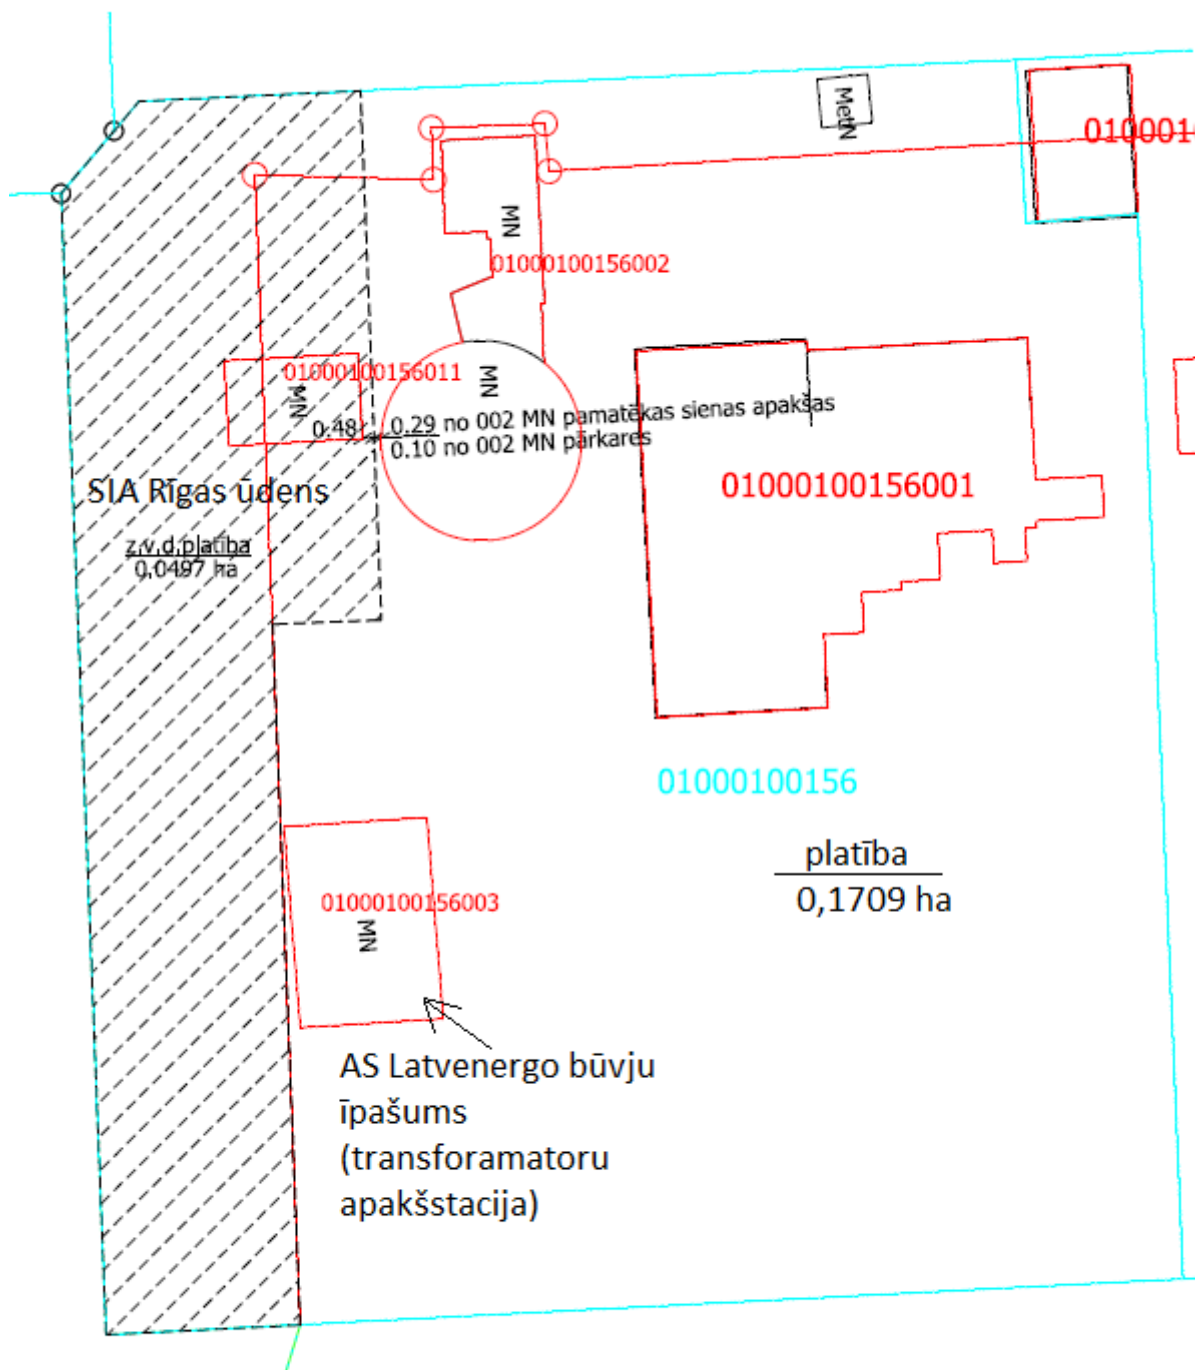 MetN
010001
MN
01000100156002
01000100156011
MN
MN
0.48
0.29 no 002 MN pamatēkas sienas apakšas
0.10 no 002 MN pārkares
01000100156001
SIA Rīgas ūdens
z.v.d.platība
0,0497 ha
01000100156
platība
0,1709 ha
01000100156003
MN
AS Latvenergo būvju
īpašums
(transforamatoru
apakšstacija)